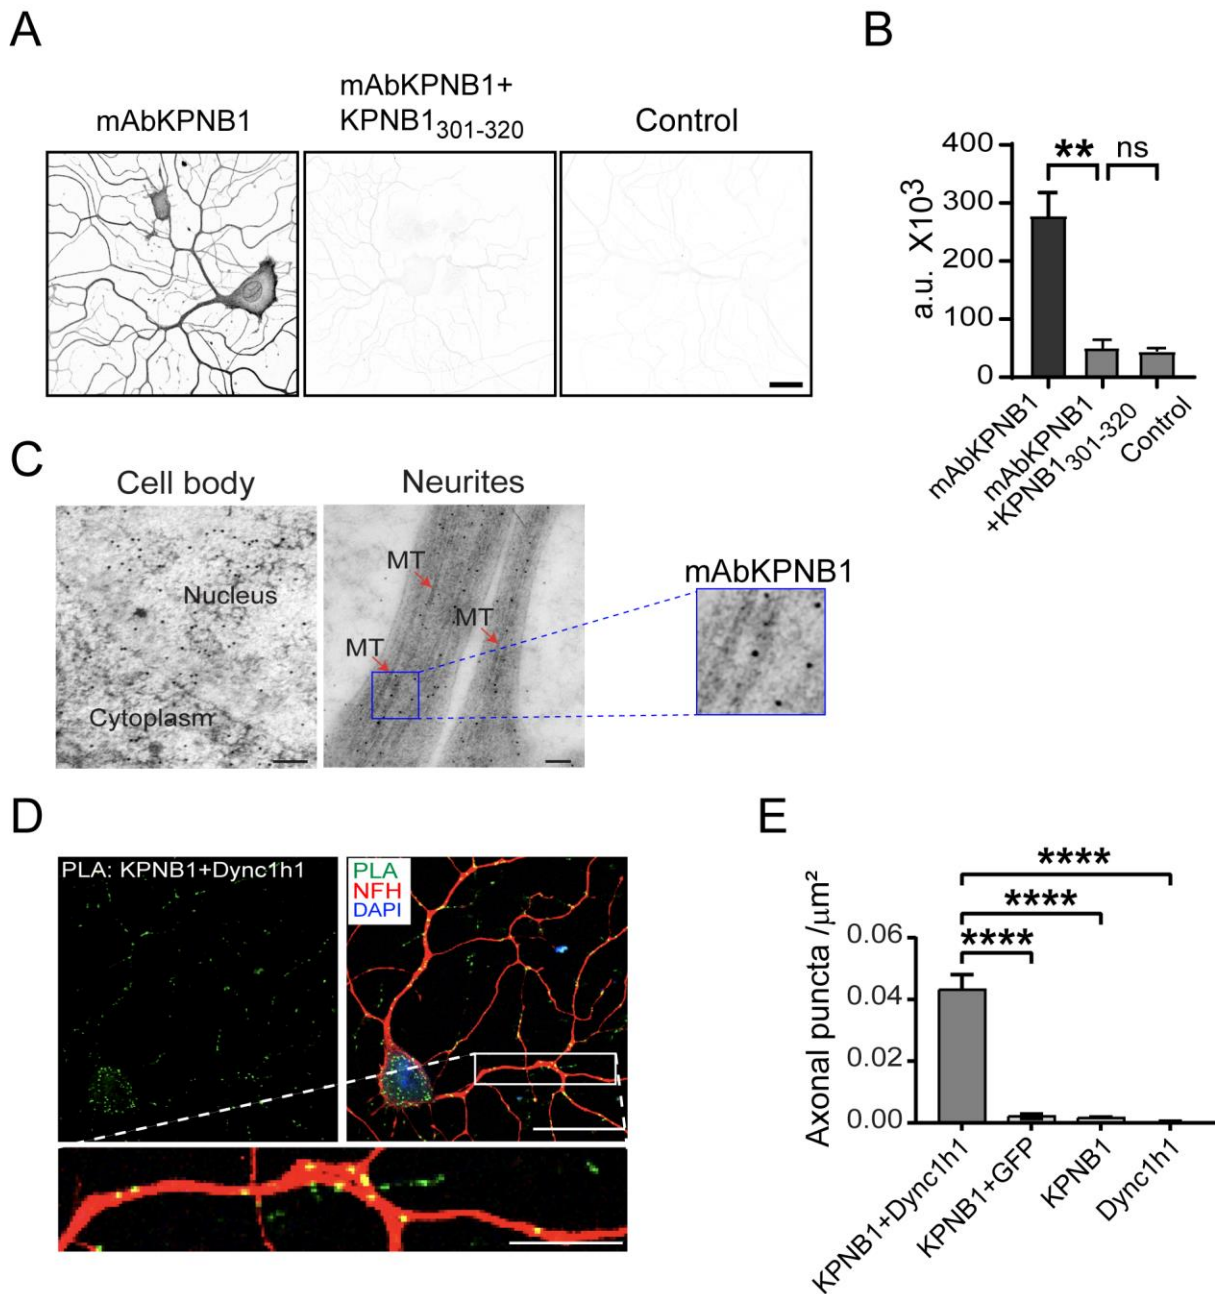 A
mAbKPNB1
mAbKPNB1+
KPNB1301-320
Control
B
a.u. X10³
400
300
200
100
0
**
ns
mAbKPNB1
mAbKPNB1
+KPNB1301-320
Control
C
Cell body
Neurites
Nucleus
Cytoplasm
MT
MT
MT
mAbKPNB1
D
PLA: KPNB1+Dync1h1
PLA
NFH
DAPI
E
Axonal puncta /μm²
0.06
0.04
0.02
0.00
****
****
****
KPNB1+Dync1h1
KPNB1+GFP
KPNB1
Dync1h1